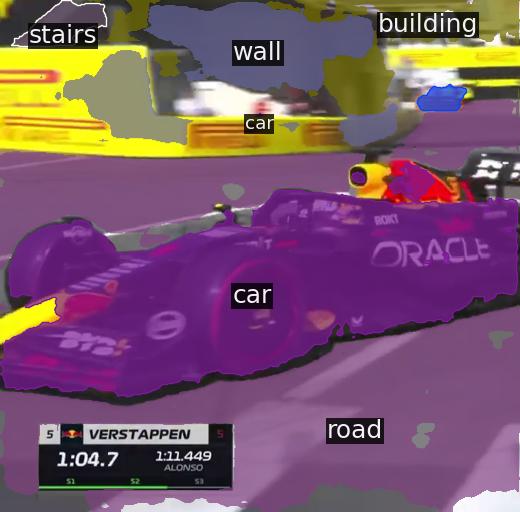 stairs
building
wall
car
BOKT
ORACLE
car
road
5 VERSTAPPEN 5
1:04.7
1:11.449
ALONSO
S1 S2 S3